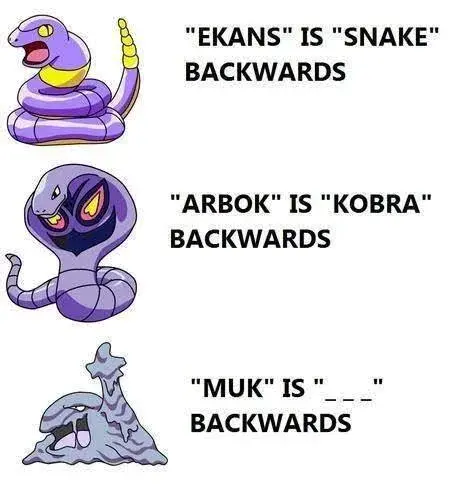 "EKANS" IS "SNAKE"
BACKWARDS
"ARBOK" IS "KOBRA"
BACKWARDS
"MUK" IS "_ _ _"
BACKWARDS